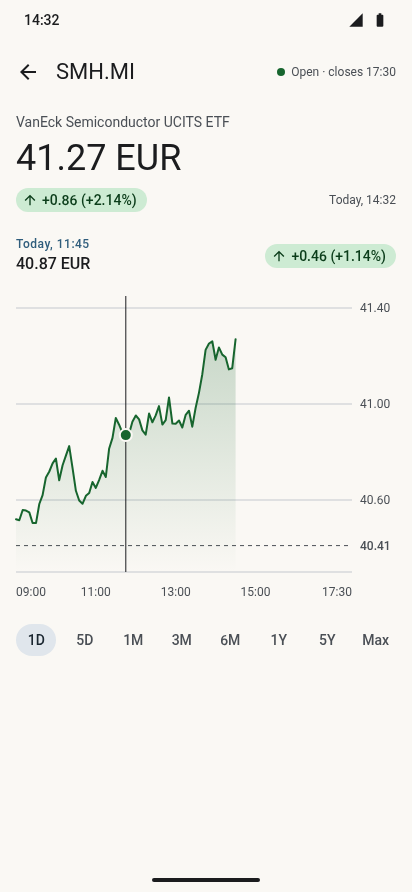 14:32
SMH.MI
Open · closes 17:30
VanEck Semiconductor UCITS ETF
41.27 EUR
+0.86 (+2.14%)
Today, 14:32
Today, 11:45
40.87 EUR
+0.46 (+1.14%)
41.40
41.00
40.60
40.41
09:00 11:00 13:00 15:00 17:30
1D 5D 1M 3M 6M 1Y 5Y Max